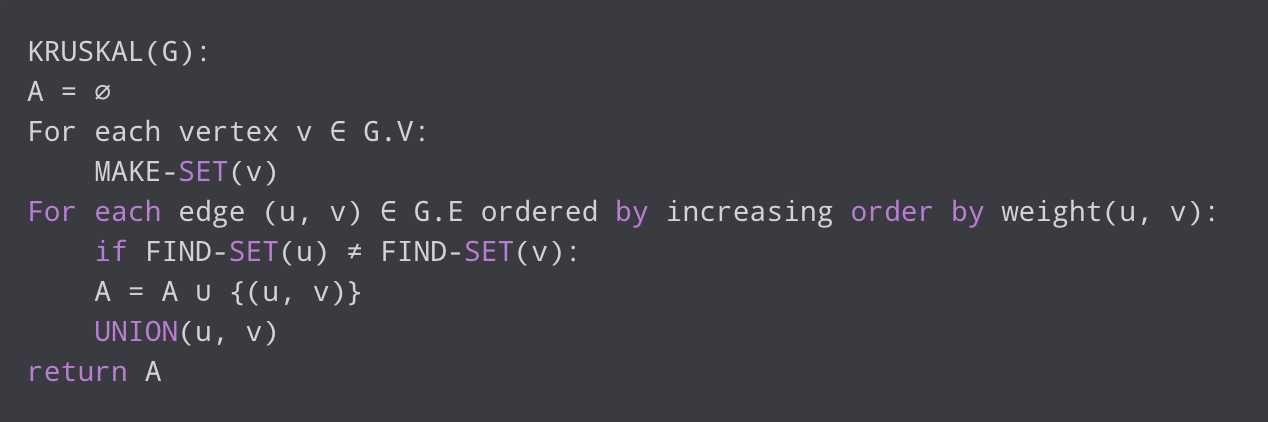 KRUSKAL(G):
A = ∅
For each vertex v ∈ G.V:
    MAKE-SET(v)
For each edge (u, v) ∈ G.E ordered by increasing order by weight(u, v):
    if FIND-SET(u) ≠ FIND-SET(v):
    A = A ∪ {(u, v)}
    UNION(u, v)
return A